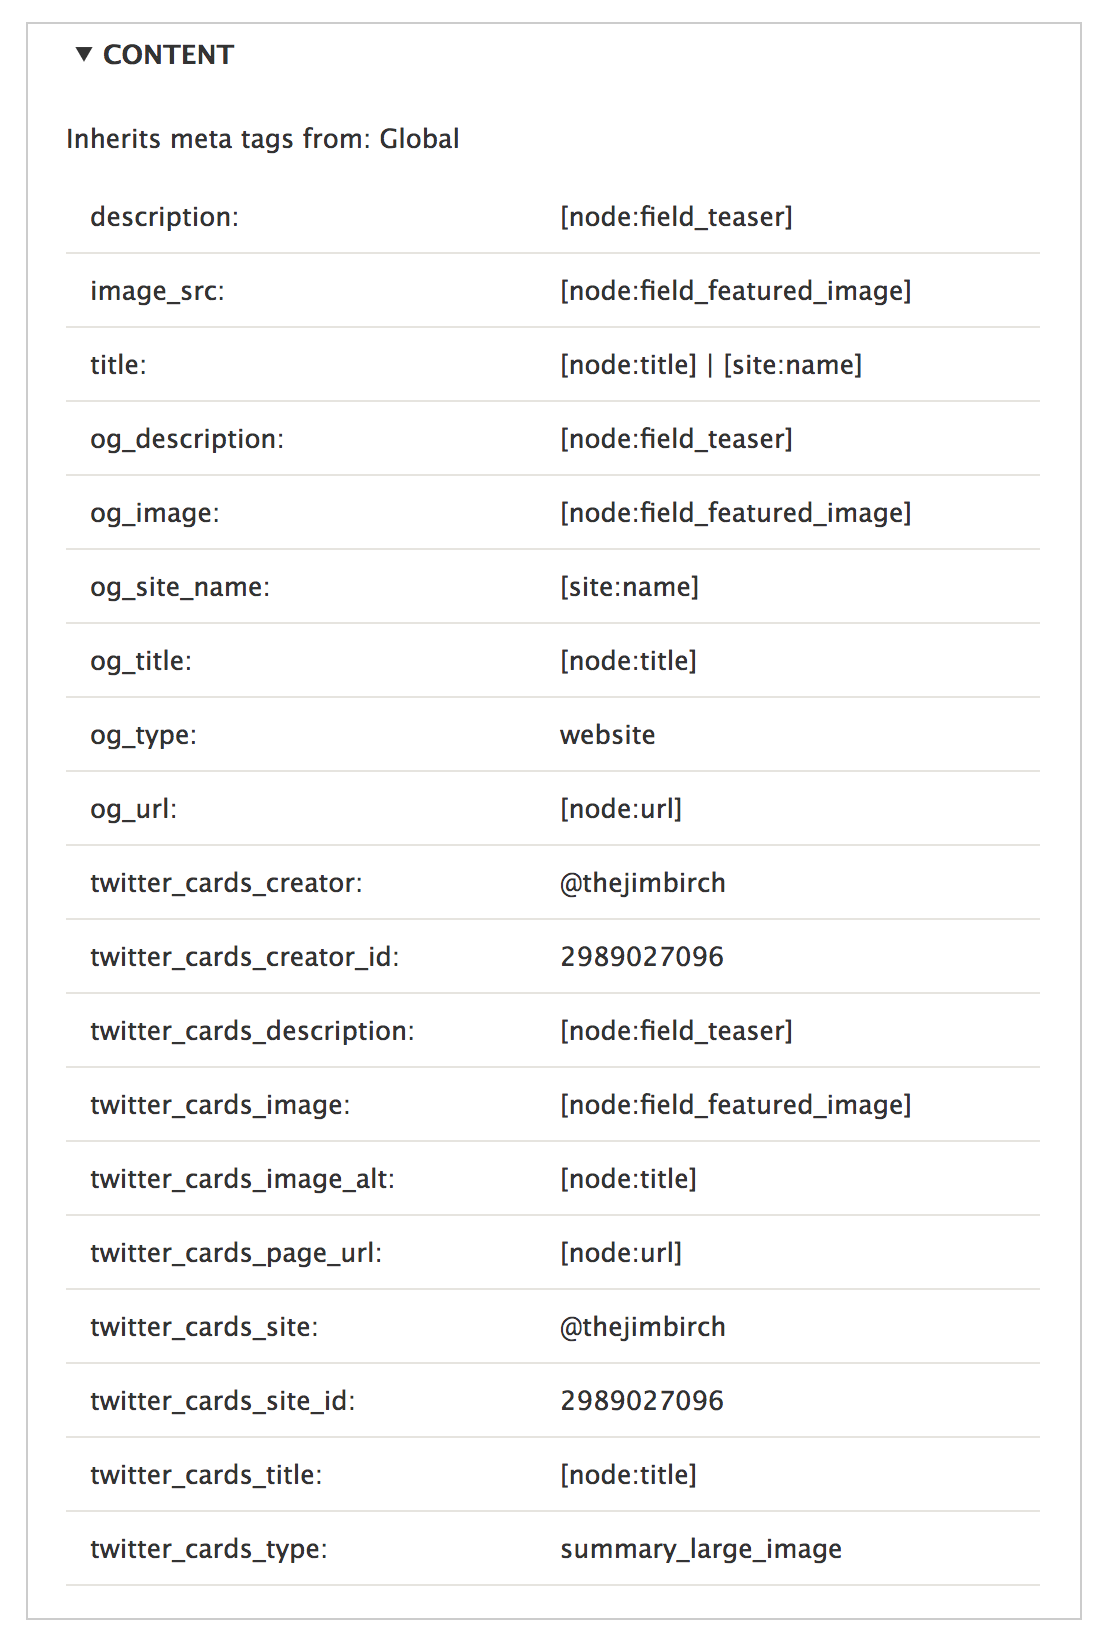 ▼ CONTENT
Inherits meta tags from: Global
description: [node:field_teaser]
image_src: [node:field_featured_image]
title: [node:title] | [site:name]
og_description: [node:field_teaser]
og_image: [node:field_featured_image]
og_site_name: [site:name]
og_title: [node:title]
og_type: website
og_url: [node:url]
twitter_cards_creator: @thejimbirch
twitter_cards_creator_id: 2989027096
twitter_cards_description: [node:field_teaser]
twitter_cards_image: [node:field_featured_image]
twitter_cards_image_alt: [node:title]
twitter_cards_page_url: [node:url]
twitter_cards_site: @thejimbirch
twitter_cards_site_id: 2989027096
twitter_cards_title: [node:title]
twitter_cards_type: summary_large_image